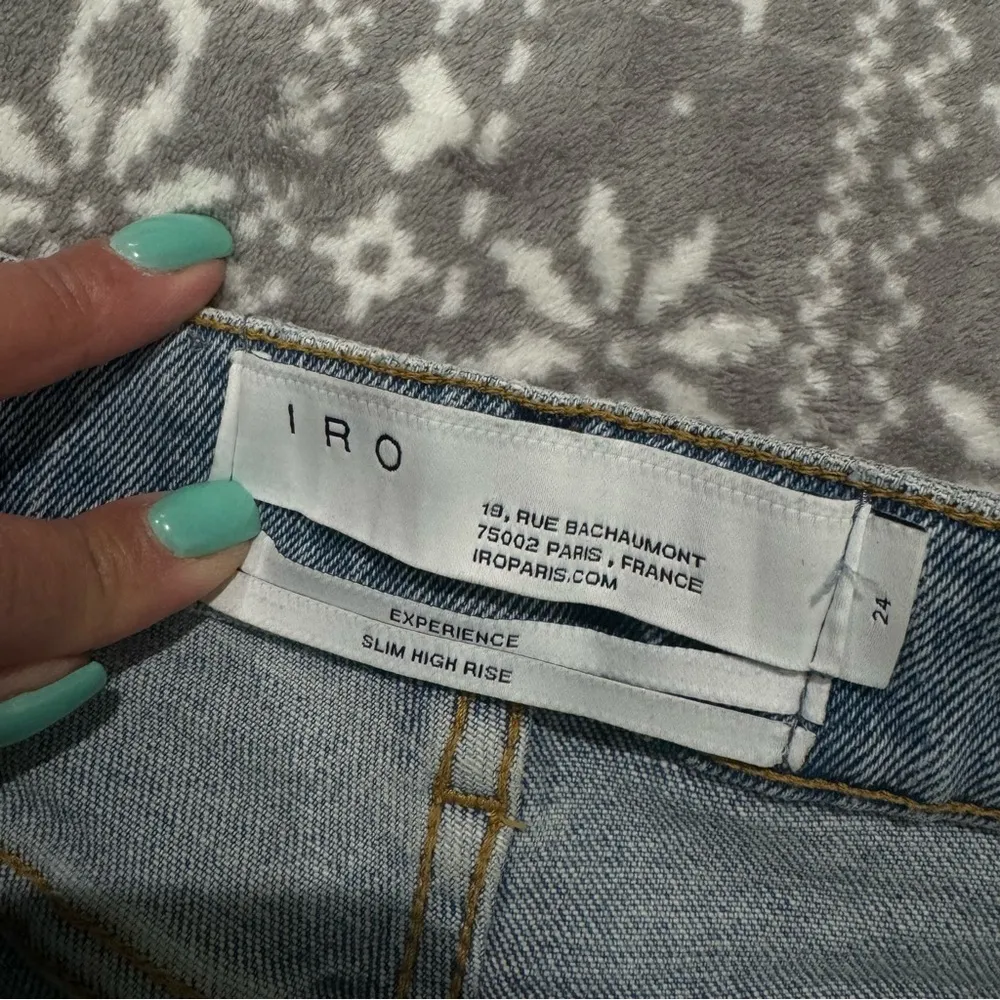 IRO
19, RUE BACHAUMONT
75002 PARIS, FRANCE
IROPARIS.COM
24
EXPERIENCE
SLIM HIGH RISE